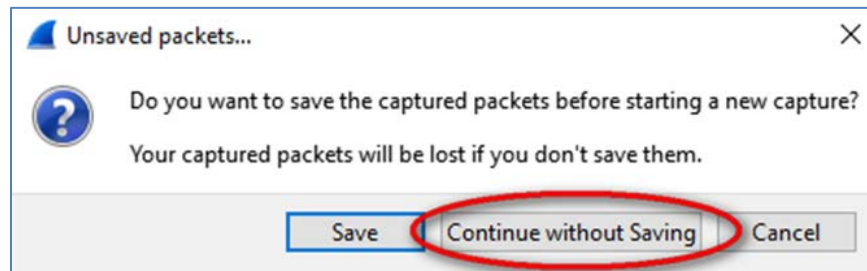 Unsaved packets...
Do you want to save the captured packets before starting a new capture?
Your captured packets will be lost if you don't save them.
Save Continue without Saving Cancel